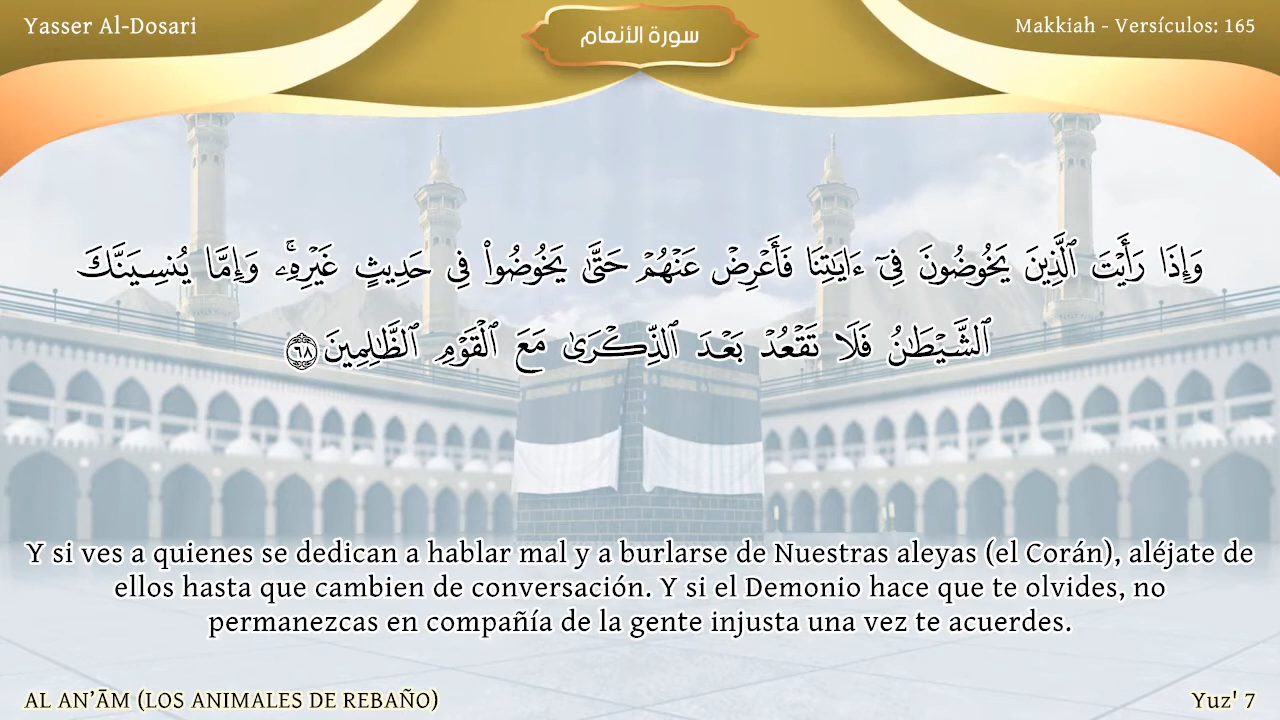 Yasser Al-Dosari
سورة الأنعام
Makkiah - Versículos: 165
وَإِذَا رَأَيْتَ ٱلَّذِينَ يَخُوضُونَ فِىٓ ءَايَٰتِنَا فَأَعْرِضْ عَنْهُمْ حَتَّىٰ يَخُوضُوا۟ فِى حَدِيثٍ غَيْرِهِۦ ۚ وَإِمَّا يُنسِيَنَّكَ
ٱلشَّيْطَٰنُ فَلَا تَقْعُدْ بَعْدَ ٱلذِّكْرَىٰ مَعَ ٱلْقَوْمِ ٱلظَّٰلِمِينَ ٦٨
Y si ves a quienes se dedican a hablar mal y a burlarse de Nuestras aleyas (el Corán), aléjate de
ellos hasta que cambien de conversación. Y si el Demonio hace que te olvides, no
permanezcas en compañía de la gente injusta una vez te acuerdes.
AL AN’ĀM (LOS ANIMALES DE REBAÑO)
Yuz' 7